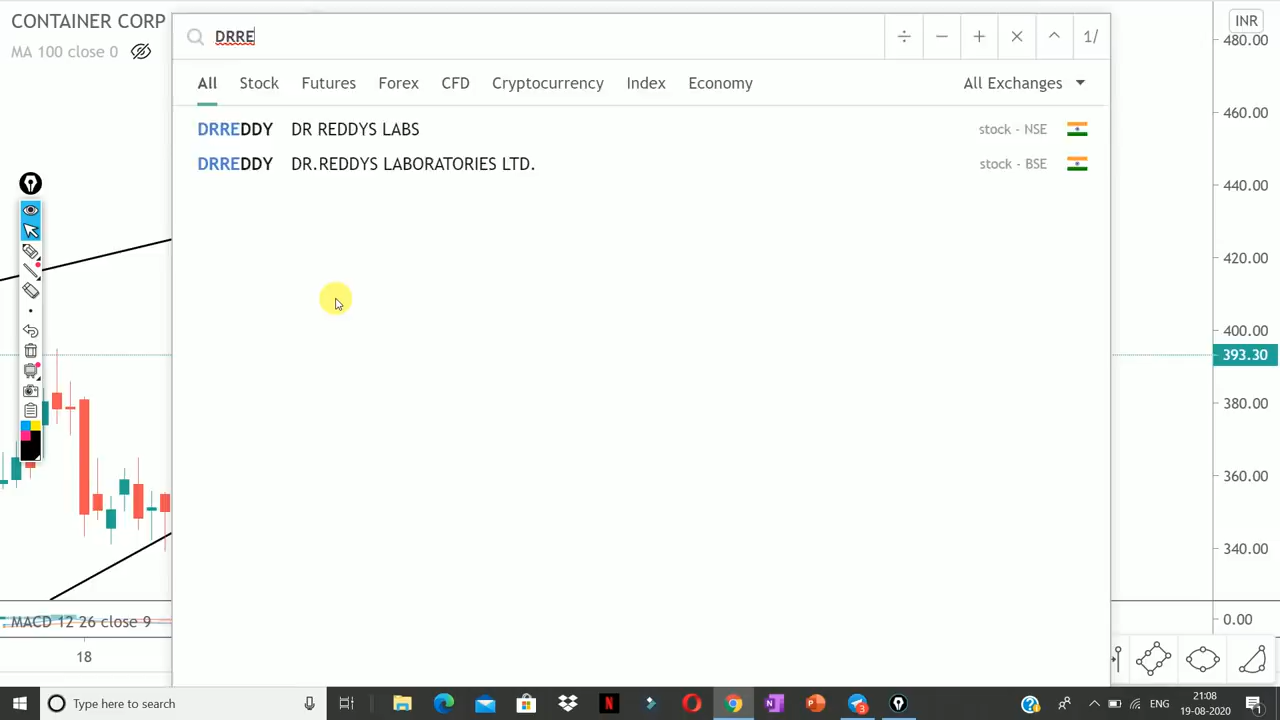 CONTAINER CORP
MA 100 close 0
DRRE
÷ − + × ^ 1/
INR
All Stock Futures Forex CFD Cryptocurrency Index Economy All Exchanges
DRREDDY DR REDDYS LABS stock - NSE
DRREDDY DR.REDDYS LABORATORIES LTD. stock - BSE
480.00
460.00
440.00
420.00
400.00
393.30
380.00
360.00
340.00
MACD 12 26 close 9
0.00
18
Type here to search
3
ENG
21:08
19-08-2020
1